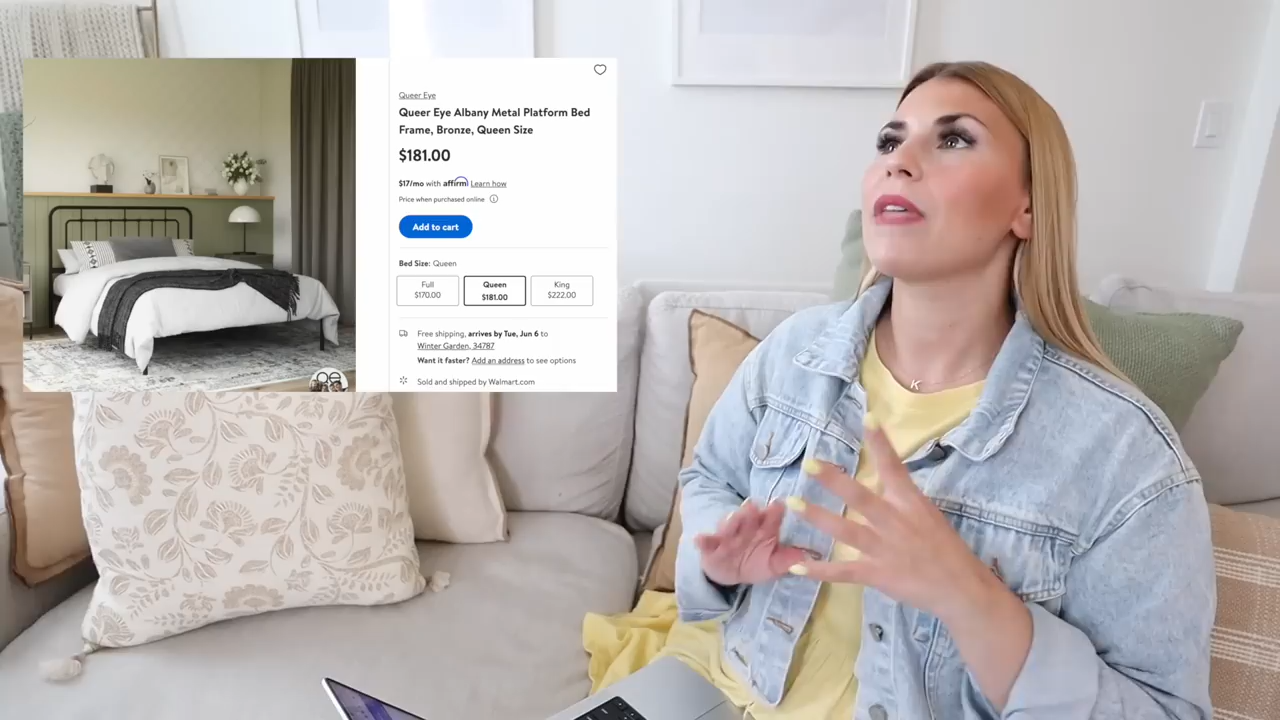 Queer Eye
Queer Eye Albany Metal Platform Bed
Frame, Bronze, Queen Size
$181.00
$17/mo with affirm Learn how
Price when purchased online
Add to cart
Bed Size: Queen
Full
$170.00
Queen
$181.00
King
$222.00
Free shipping, arrives by Tue, Jun 6 to
Winter Garden, 34787
Want it faster? Add an address to see options
Sold and shipped by Walmart.com
QE
K